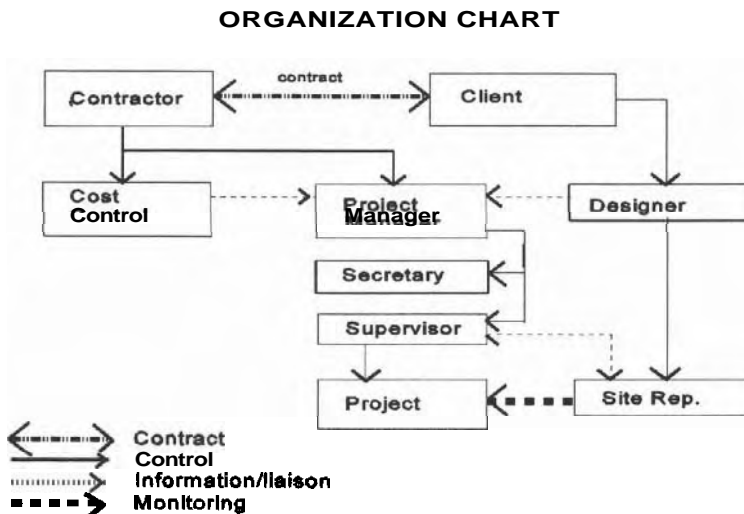 ORGANIZATION CHART
contract
Contractor
Client
Cost
Control
Project
Manager
Designer
Secretary
Supervisor
Project
Site Rep.
Contract
Control
Information/liaison
Monitoring